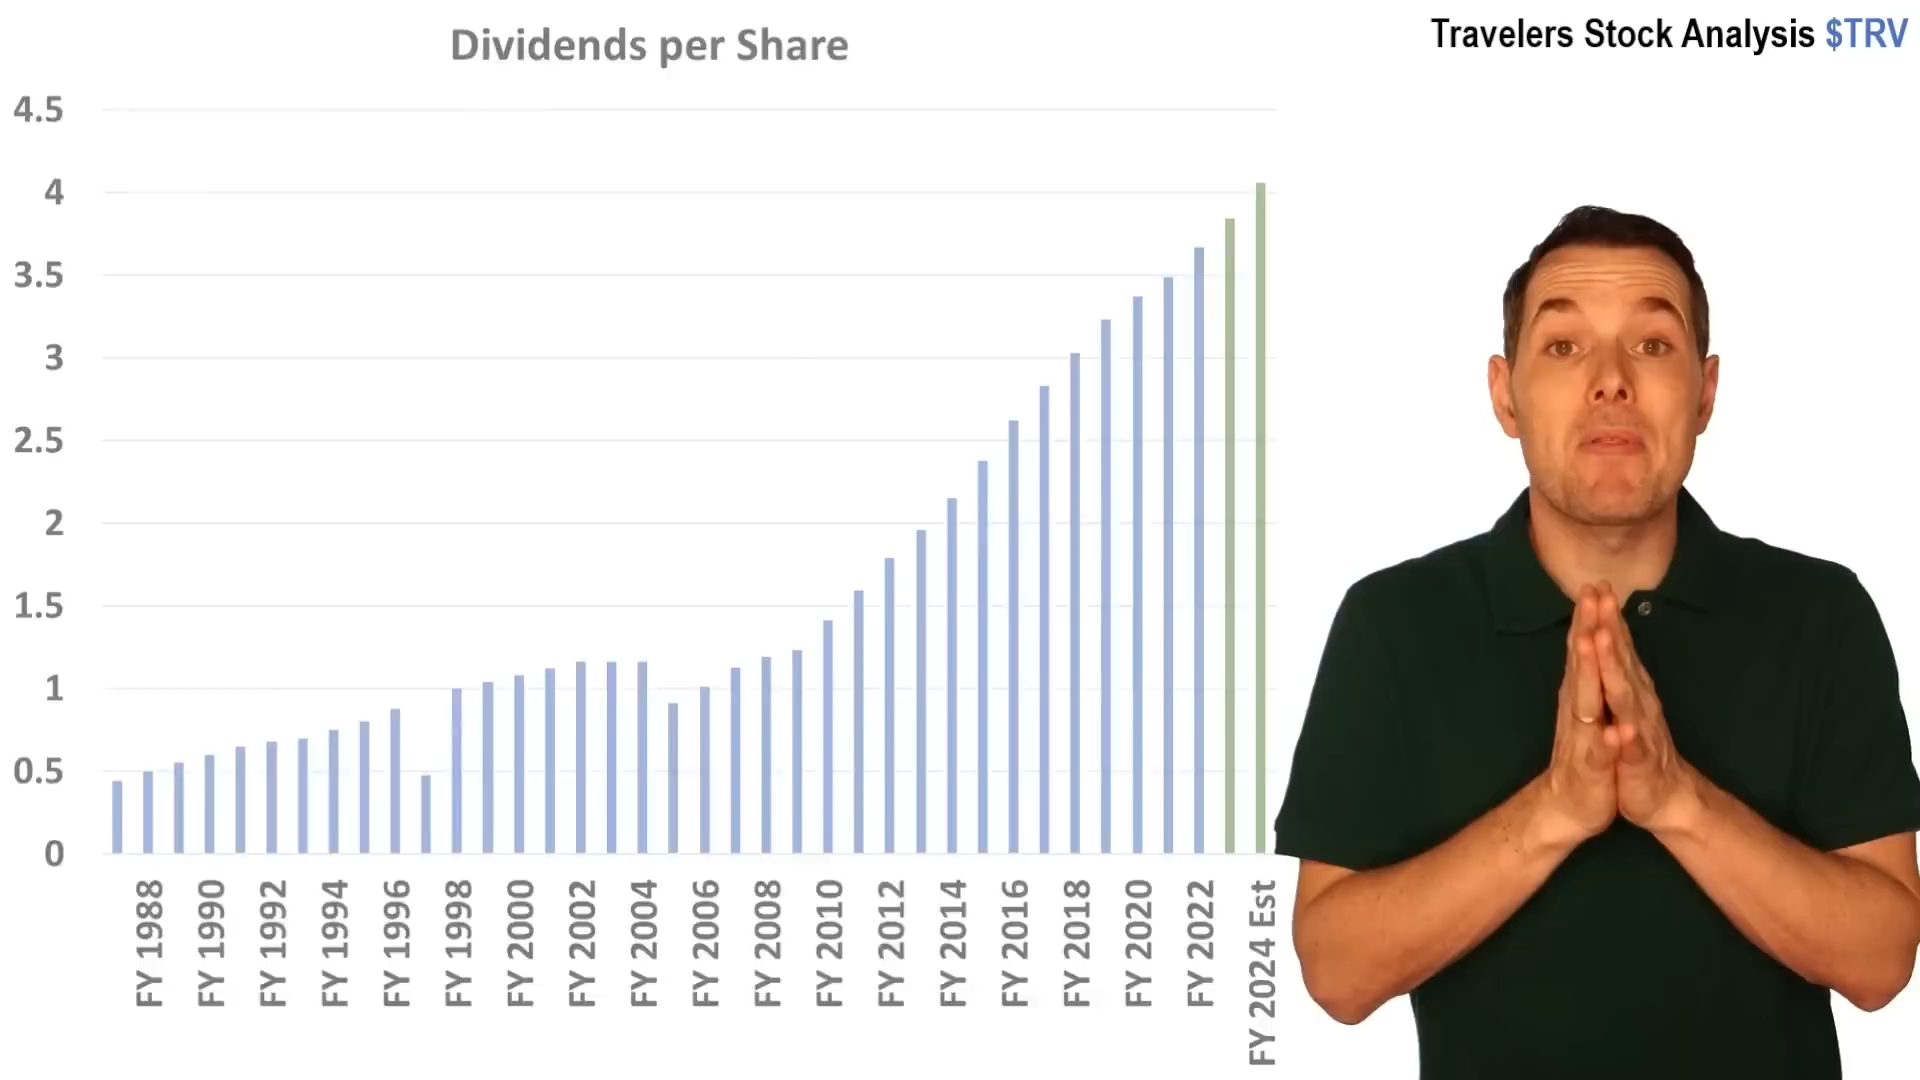 Dividends per Share
Travelers Stock Analysis $TRV
4.5
4
3.5
3
2.5
2
1.5
1
0.5
0
FY 1988
FY 1990
FY 1992
FY 1994
FY 1996
FY 1998
FY 2000
FY 2002
FY 2004
FY 2006
FY 2008
FY 2010
FY 2012
FY 2014
FY 2016
FY 2018
FY 2020
FY 2022
FY 2024 Est